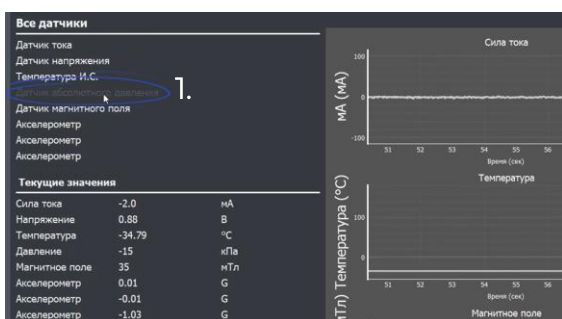 Все датчики
Датчик тока
Датчик напряжения
Температура И.С.
Датчик абсолютного давления
1.
Датчик магнитного поля
Акселерометр
Акселерометр
Акселерометр
Текущие значения
Сила тока -2.0 мА
Напряжение 0.88 В
Температура -34.79 °C
Давление -15 кПа
Магнитное поле 35 мТл
Акселерометр 0.01 G
Акселерометр -0.01 G
Акселерометр -1.03 G
Сила тока
мА (мА)
100
0
-100
51 52 53 54 55 56
Время (сек)
Температура
Температура (°C)
100
0
51 52 53 54 55 56
Время (сек)
Магнитное поле
мТл)